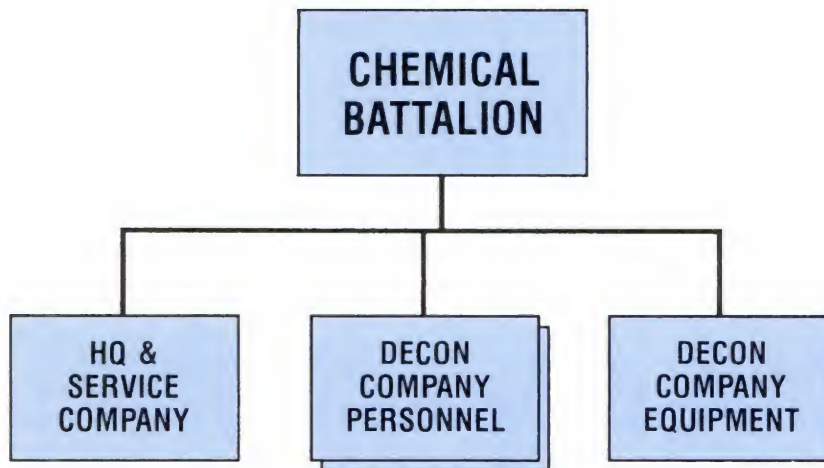 CHEMICAL
BATTALION
HQ &
SERVICE
COMPANY
DECON
COMPANY
PERSONNEL
DECON
COMPANY
EQUIPMENT